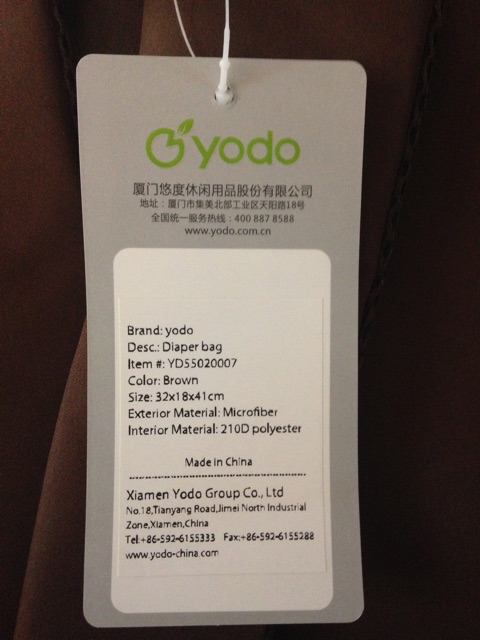 yodo
厦门悠度休闲用品股份有限公司
地址：厦门市集美北部工业区天阳路18号
全国统一服务热线：400 887 8588
www.yodo.com.cn
Brand: yodo
Desc.: Diaper bag
Item #: YD55020007
Color: Brown
Size: 32x18x41cm
Exterior Material: Microfiber
Interior Material: 210D polyester
Made in China
Xiamen Yodo Group Co., Ltd
No.18,Tianyang Road,Jimei North Industrial
Zone,Xiamen,China
Tel:+86-592-6155333 Fax:+86-592-6155288
www.yodo-china.com